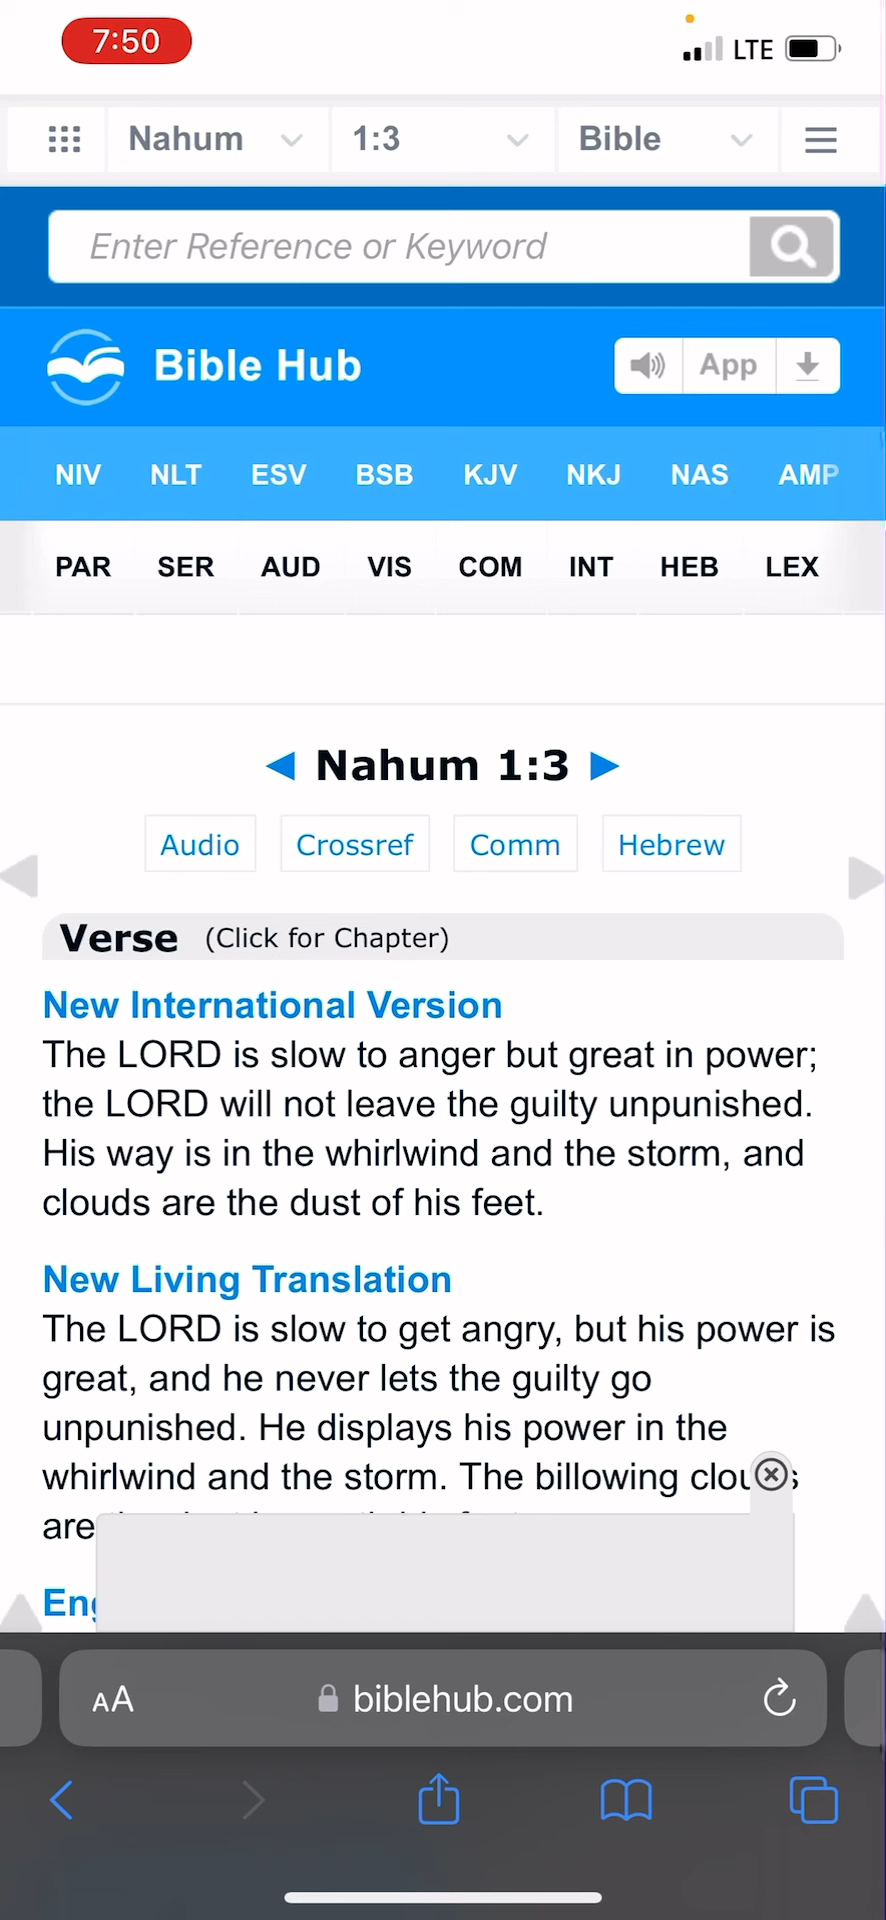 7:50
LTE
Nahum 1:3 Bible
Enter Reference or Keyword
Bible Hub App
NIV NLT ESV BSB KJV NKJ NAS AMP
PAR SER AUD VIS COM INT HEB LEX
Nahum 1:3
Audio Crossref Comm Hebrew
Verse (Click for Chapter)
New International Version
The LORD is slow to anger but great in power;
the LORD will not leave the guilty unpunished.
His way is in the whirlwind and the storm, and
clouds are the dust of his feet.
New Living Translation
The LORD is slow to get angry, but his power is
great, and he never lets the guilty go
unpunished. He displays his power in the
whirlwind and the storm. The billowing
are
AA biblehub.com